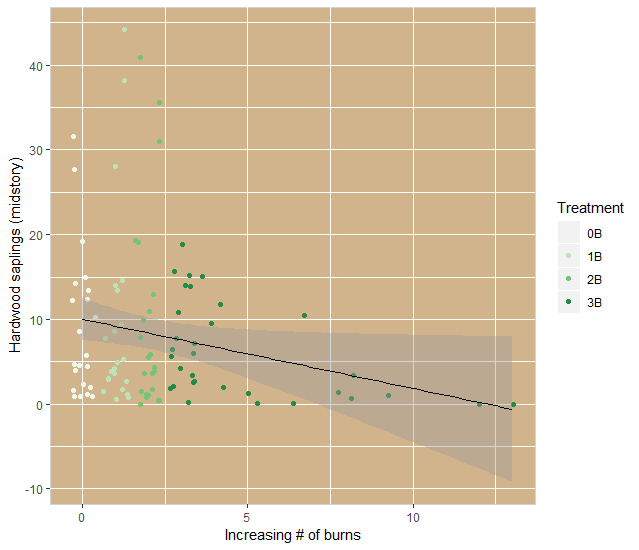 40
30
20
10
0
-10
Hardwood saplings (midstory)
0
5
10
Increasing # of burns
Treatment
0B
1B
2B
3B